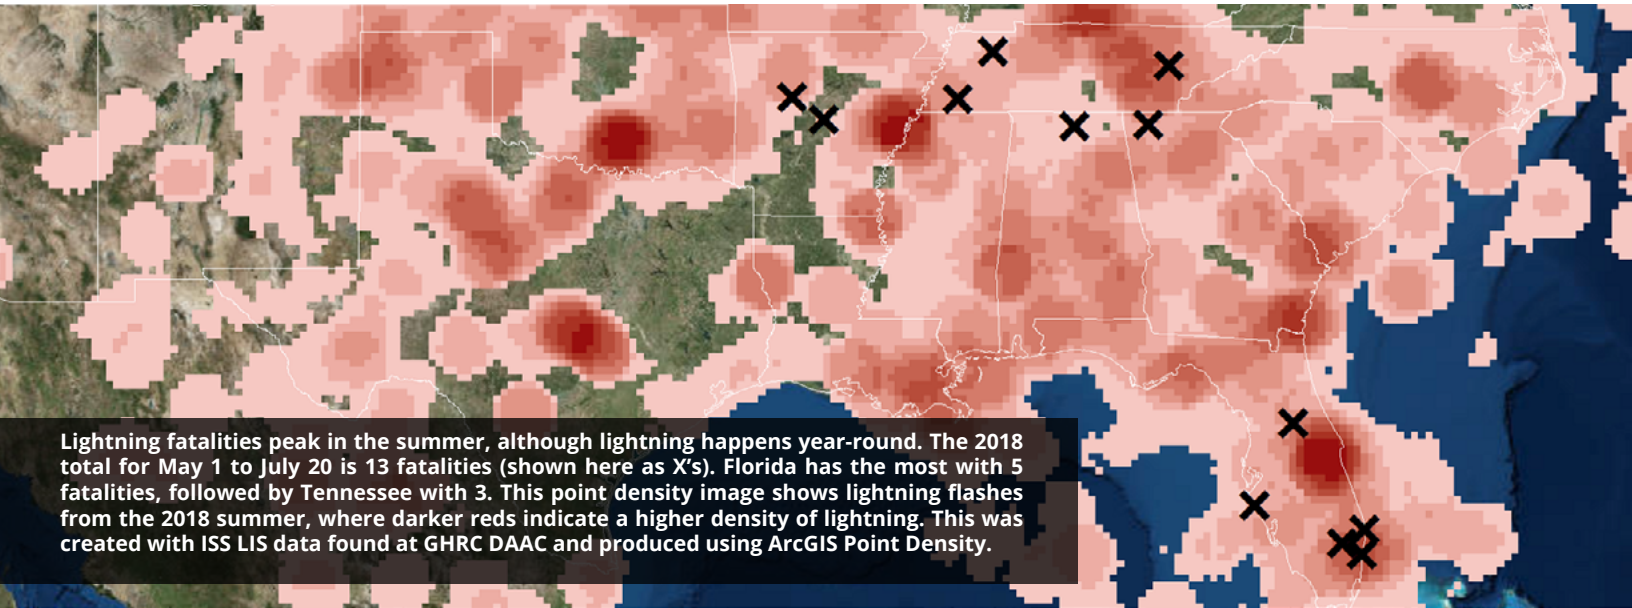 Lightning fatalities peak in the summer, although lightning happens year-round. The 2018
total for May 1 to July 20 is 13 fatalities (shown here as X’s). Florida has the most with 5
fatalities, followed by Tennessee with 3. This point density image shows lightning flashes
from the 2018 summer, where darker reds indicate a higher density of lightning. This was
created with ISS LIS data found at GHRC DAAC and produced using ArcGIS Point Density.